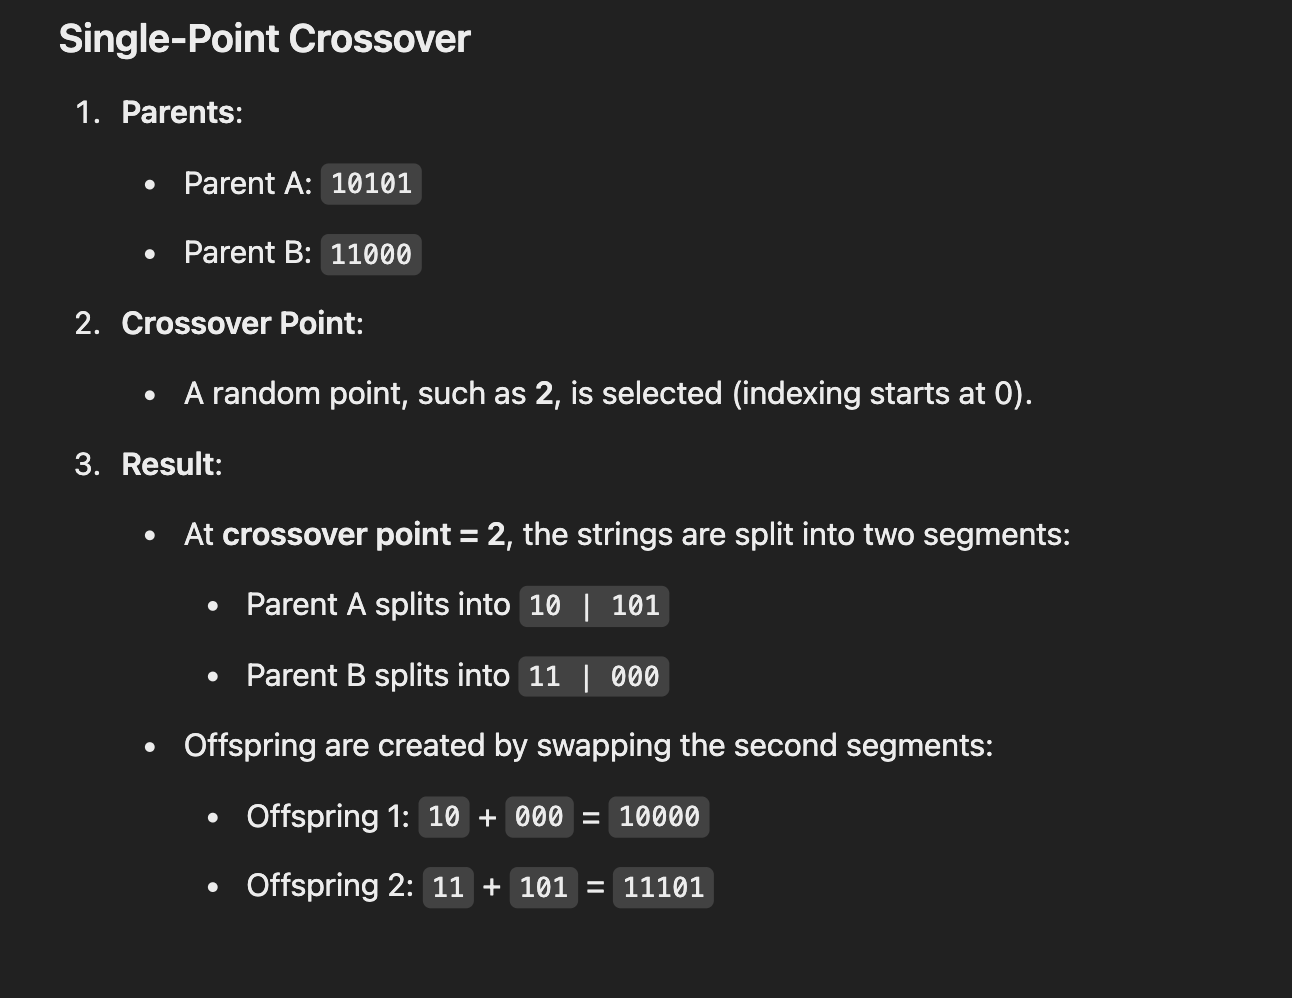 Single-Point Crossover
1. Parents:
• Parent A: 10101
• Parent B: 11000
2. Crossover Point:
• A random point, such as 2, is selected (indexing starts at 0).
3. Result:
• At crossover point = 2, the strings are split into two segments:
• Parent A splits into 10 | 101
• Parent B splits into 11 | 000
• Offspring are created by swapping the second segments:
• Offspring 1: 10 + 000 = 10000
• Offspring 2: 11 + 101 = 11101